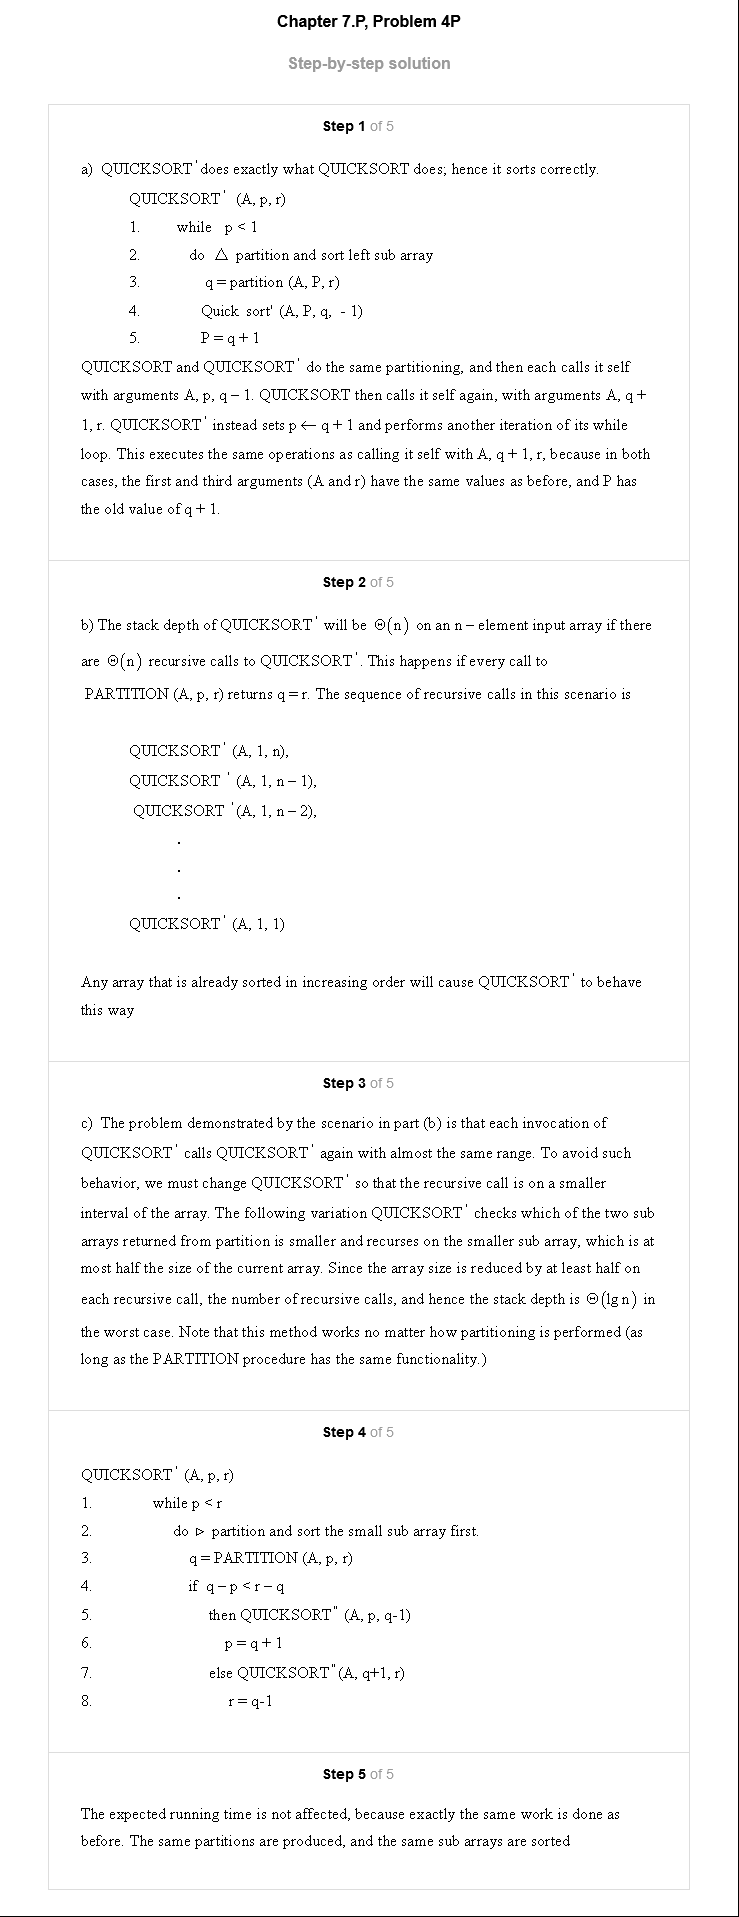 Chapter 7.P, Problem 4P
Step-by-step solution
Step 1 of 5
a) QUICKSORT' does exactly what QUICKSORT does; hence it sorts correctly.
QUICKSORT' (A, p, r)
1. while p < 1
2. do △ partition and sort left sub array
3. q = partition (A, P, r)
4. Quick sort' (A, P, q, - 1)
5. P = q + 1
QUICKSORT and QUICKSORT' do the same partitioning, and then each calls it self
with arguments A, p, q – 1. QUICKSORT then calls it self again, with arguments A, q +
1, r. QUICKSORT' instead sets p ← q + 1 and performs another iteration of its while
loop. This executes the same operations as calling it self with A, q + 1, r, because in both
cases, the first and third arguments (A and r) have the same values as before, and P has
the old value of q + 1.
Step 2 of 5
b) The stack depth of QUICKSORT' will be Θ(n) on an n – element input array if there
are Θ(n) recursive calls to QUICKSORT'. This happens if every call to
PARTITION (A, p, r) returns q = r. The sequence of recursive calls in this scenario is
QUICKSORT' (A, 1, n),
QUICKSORT ' (A, 1, n – 1),
QUICKSORT '(A, 1, n – 2),
.
.
.
QUICKSORT' (A, 1, 1)
Any array that is already sorted in increasing order will cause QUICKSORT' to behave
this way
Step 3 of 5
c) The problem demonstrated by the scenario in part (b) is that each invocation of
QUICKSORT' calls QUICKSORT' again with almost the same range. To avoid such
behavior, we must change QUICKSORT' so that the recursive call is on a smaller
interval of the array. The following variation QUICKSORT' checks which of the two sub
arrays returned from partition is smaller and recurses on the smaller sub array, which is at
most half the size of the current array. Since the array size is reduced by at least half on
each recursive call, the number of recursive calls, and hence the stack depth is Θ(lg n) in
the worst case. Note that this method works no matter how partitioning is performed (as
long as the PARTITION procedure has the same functionality.)
Step 4 of 5
QUICKSORT' (A, p, r)
1. while p < r
2. do ▹ partition and sort the small sub array first.
3. q = PARTITION (A, p, r)
4. if q – p < r – q
5. then QUICKSORT" (A, p, q-1)
6. p = q + 1
7. else QUICKSORT" (A, q+1, r)
8. r = q-1
Step 5 of 5
The expected running time is not affected, because exactly the same work is done as
before. The same partitions are produced, and the same sub arrays are sorted